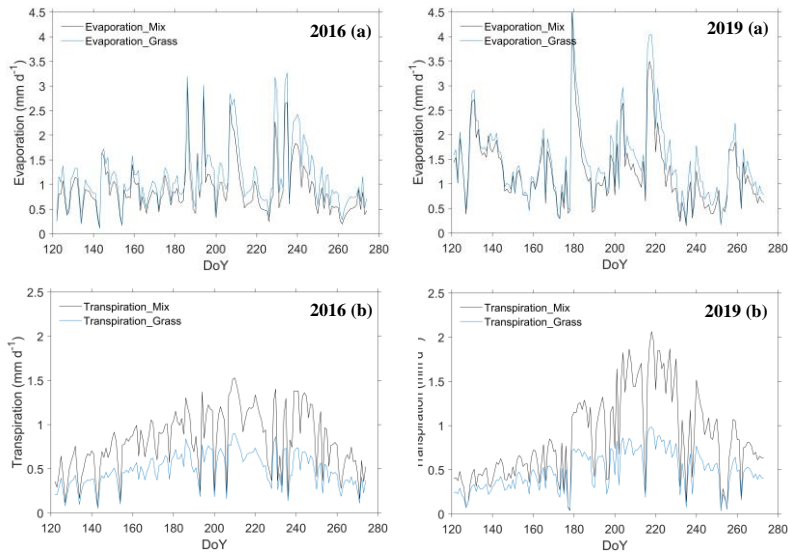 4.5
4
3.5
3
2.5
2
1.5
1
0.5
0
Evaporation (mm d⁻¹)
Evaporation_Mix
Evaporation_Grass
2016 (a)
120 140 160 180 200 220 240 260 280
DoY
4.5
4
3.5
3
2.5
2
1.5
1
0.5
0
Evaporation (mm d⁻¹)
Evaporation_Mix
Evaporation_Grass
2019 (a)
120 140 160 180 200 220 240 260 280
DoY
2.5
2
1.5
1
0.5
0
Transpiration (mm d⁻¹)
Transpiration_Mix
Transpiration_Grass
2016 (b)
120 140 160 180 200 220 240 260 280
DoY
2.5
2
1.5
1
0.5
0
Transpiration (mm d⁻¹)
Transpiration_Mix
Transpiration_Grass
2019 (b)
120 140 160 180 200 220 240 260 280
DoY